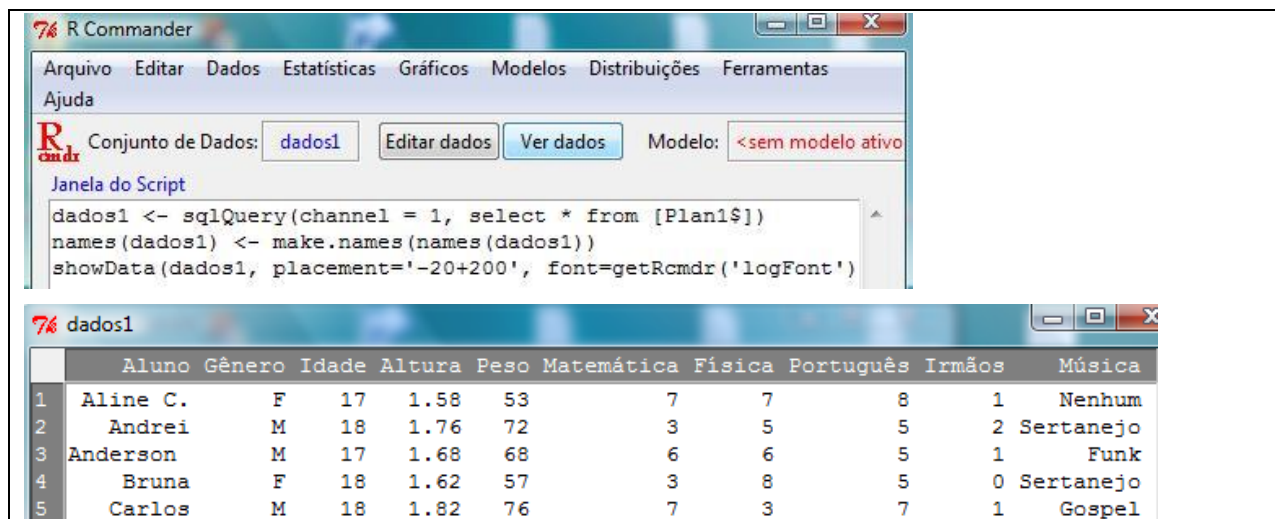 R Commander
Arquivo Editar Dados Estatísticas Gráficos Modelos Distribuições Ferramentas
Ajuda
R cmdr Conjunto de Dados: dados1 Editar dados Ver dados Modelo: <sem modelo ativo
Janela do Script
dados1 <- sqlQuery(channel = 1, select * from [Plan1$])
names(dados1) <- make.names(names(dados1))
showData(dados1, placement='-20+200', font=getRcmdr('logFont')
dados1
Aluno Gênero Idade Altura Peso Matemática Física Português Irmãos Música
1 Aline C. F 17 1.58 53 7 7 8 1 Nenhum
2 Andrei M 18 1.76 72 3 5 5 2 Sertanejo
3 Anderson M 17 1.68 68 6 6 5 1 Funk
4 Bruna F 18 1.62 57 3 8 5 0 Sertanejo
5 Carlos M 18 1.82 76 7 3 7 1 Gospel